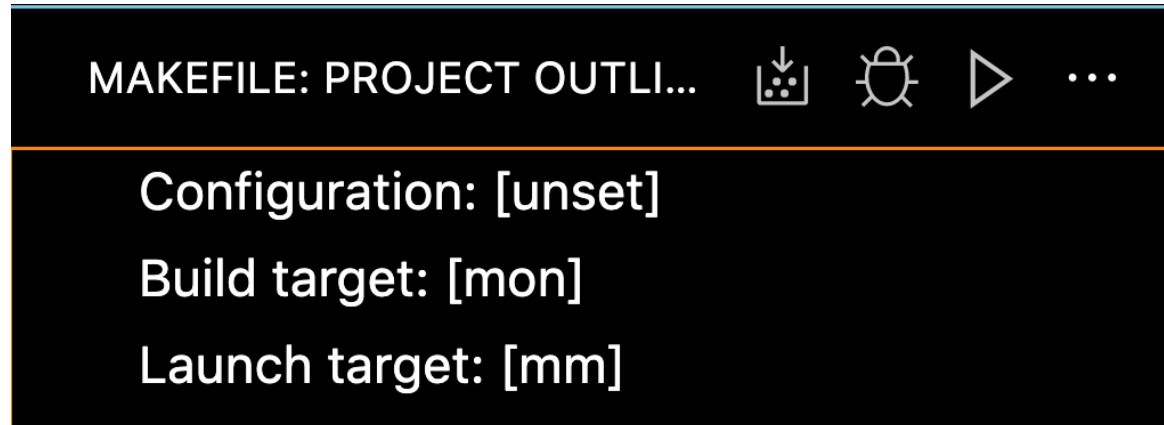 MAKEFILE: PROJECT OUTLI...
Configuration: [unset]
Build target: [mon]
Launch target: [mm]